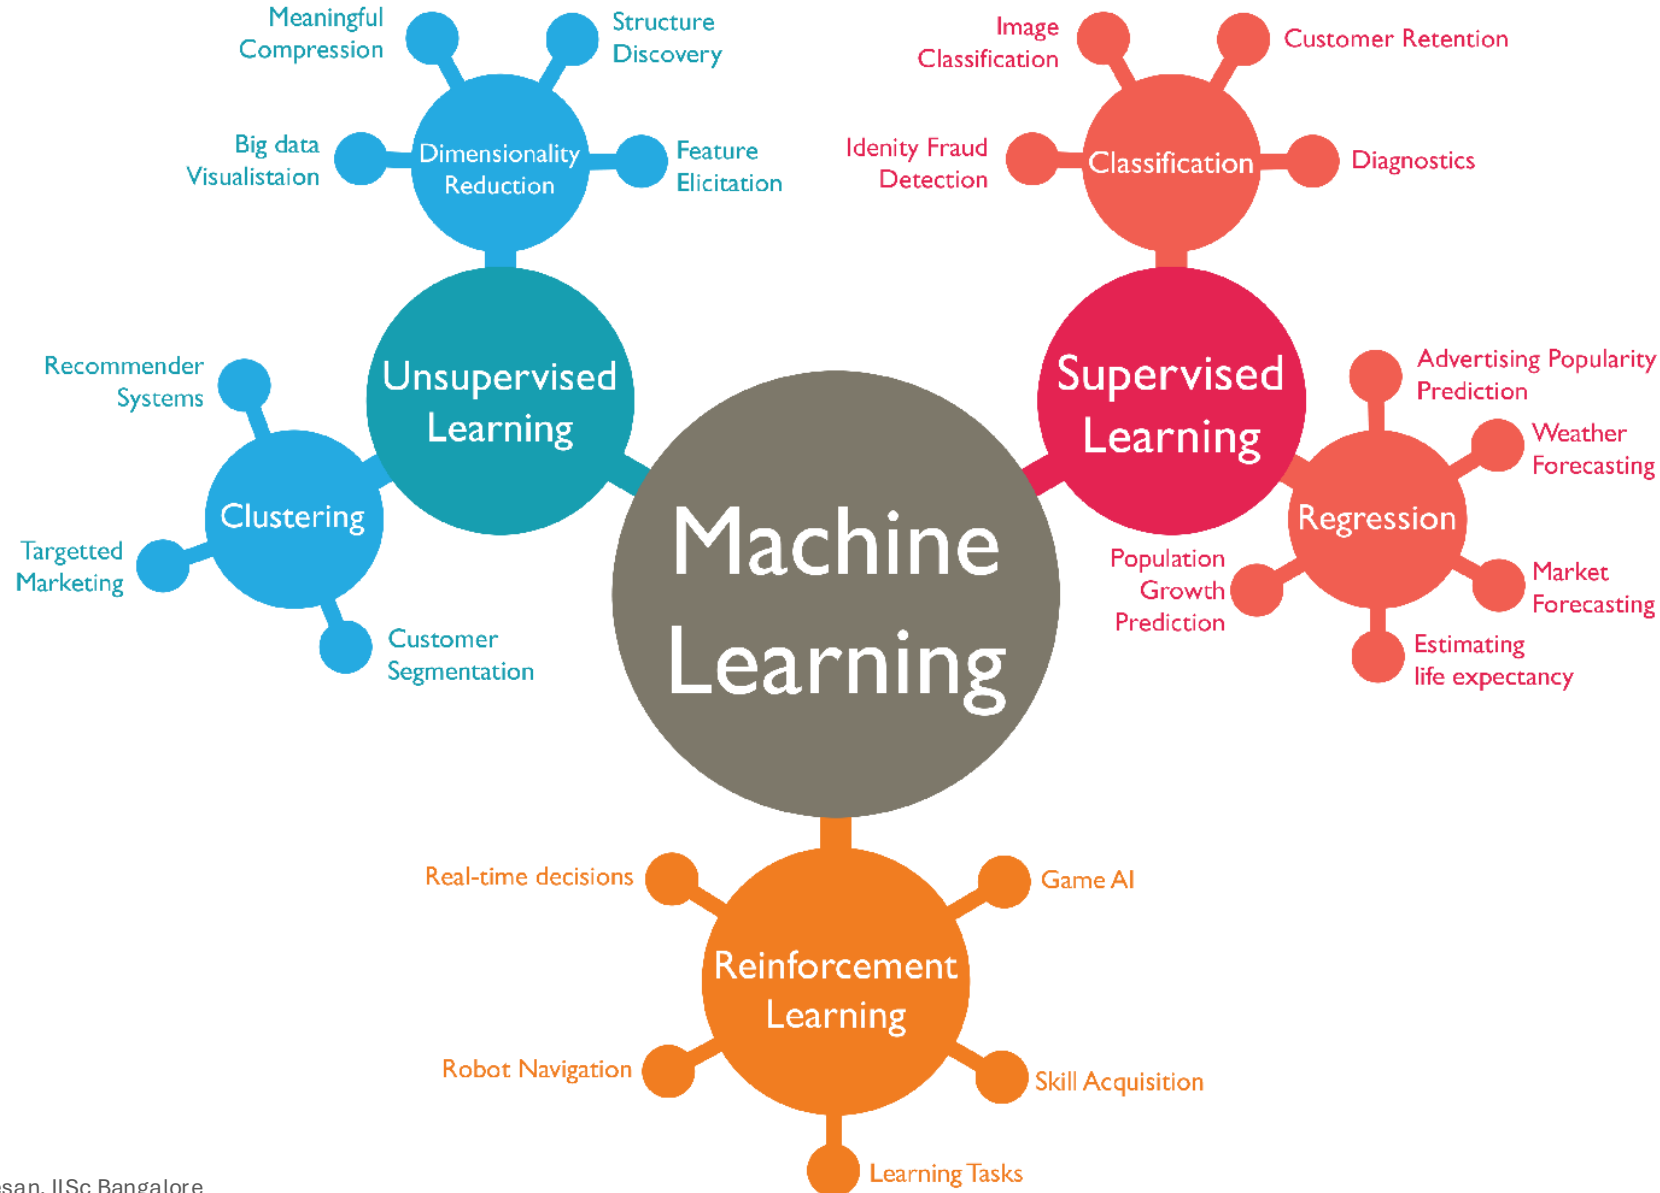 Meaningful
Compression
Structure
Discovery
Big data
Visualistaion
Dimensionality
Reduction
Feature
Elicitation
Image
Classification
Customer Retention
Idenity Fraud
Detection
Classification
Diagnostics
Unsupervised
Learning
Supervised
Learning
Recommender
Systems
Clustering
Targetted
Marketing
Customer
Segmentation
Advertising Popularity
Prediction
Weather
Forecasting
Regression
Population
Growth
Prediction
Market
Forecasting
Estimating
life expectancy
Machine
Learning
Real-time decisions
Game AI
Reinforcement
Learning
Robot Navigation
Skill Acquisition
Learning Tasks
IISc Bangalore